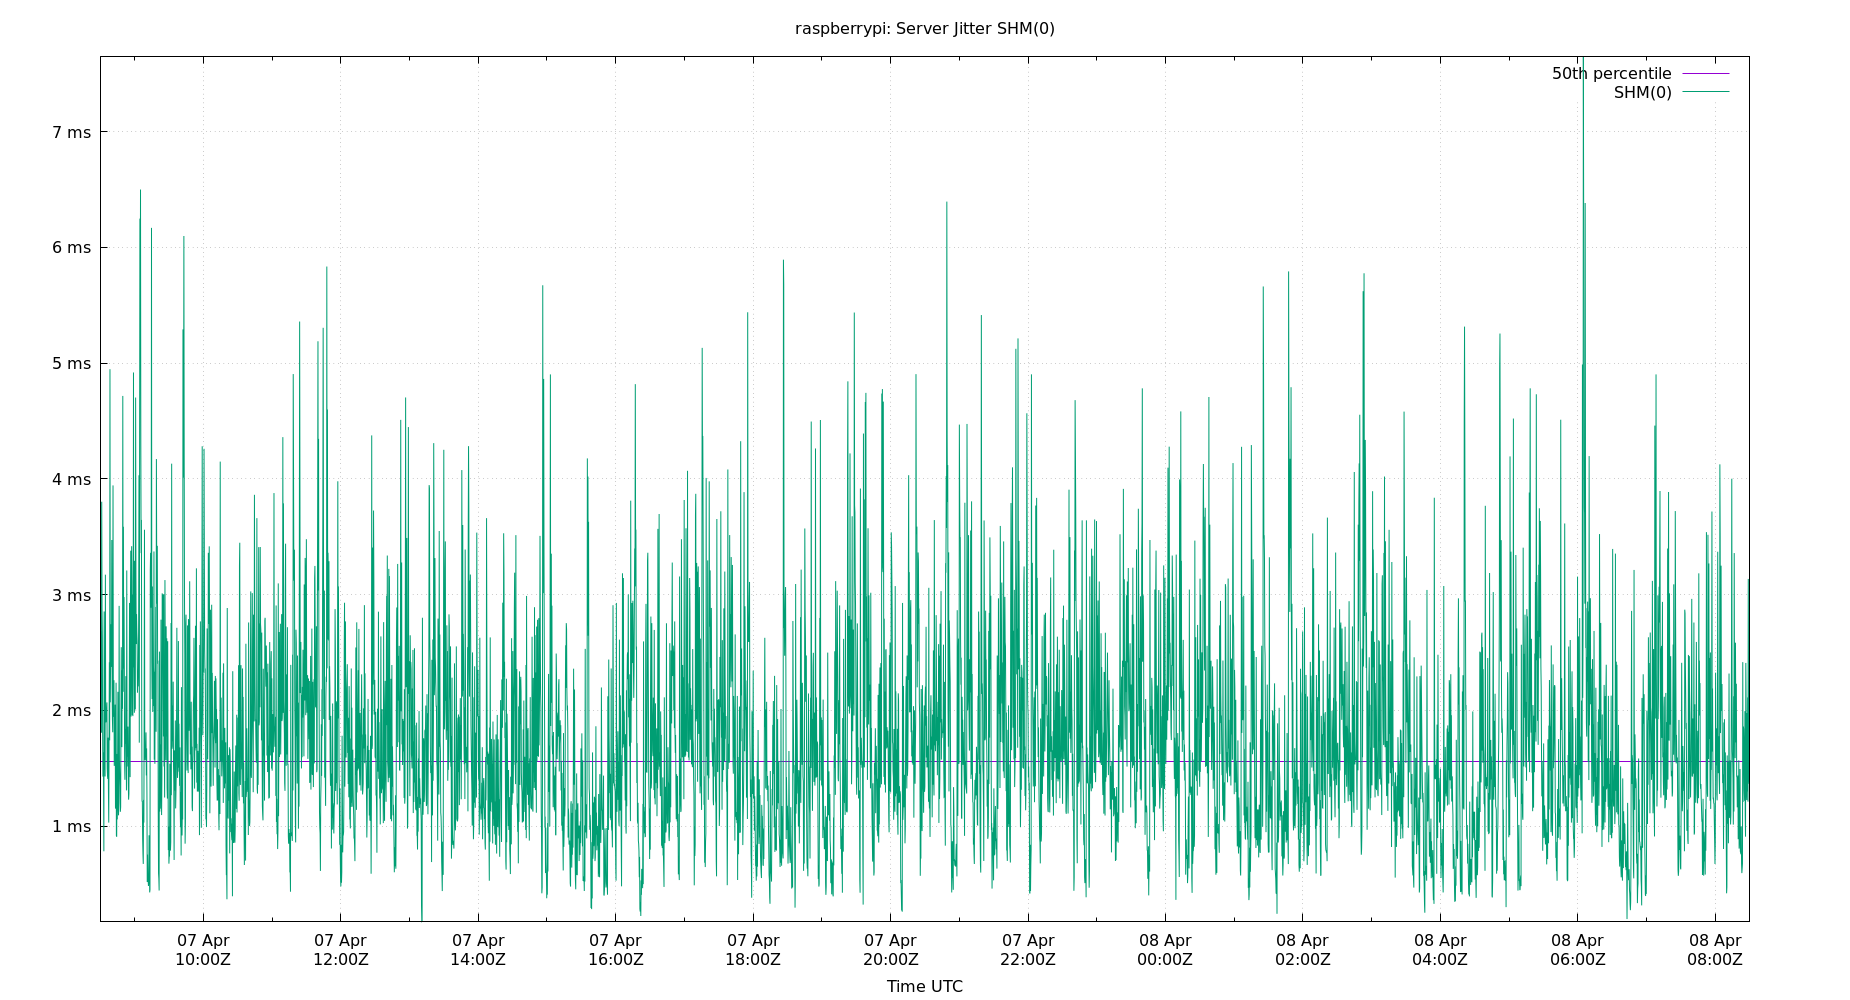 raspberrypi: Server Jitter SHM(0)
50th percentile
SHM(0)
7 ms
6 ms
5 ms
4 ms
3 ms
2 ms
1 ms
07 Apr 07 Apr 07 Apr 07 Apr 07 Apr 07 Apr 07 Apr 08 Apr 08 Apr 08 Apr 08 Apr 08 Apr
10:00Z 12:00Z 14:00Z 16:00Z 18:00Z 20:00Z 22:00Z 00:00Z 02:00Z 04:00Z 06:00Z 08:00Z
Time UTC